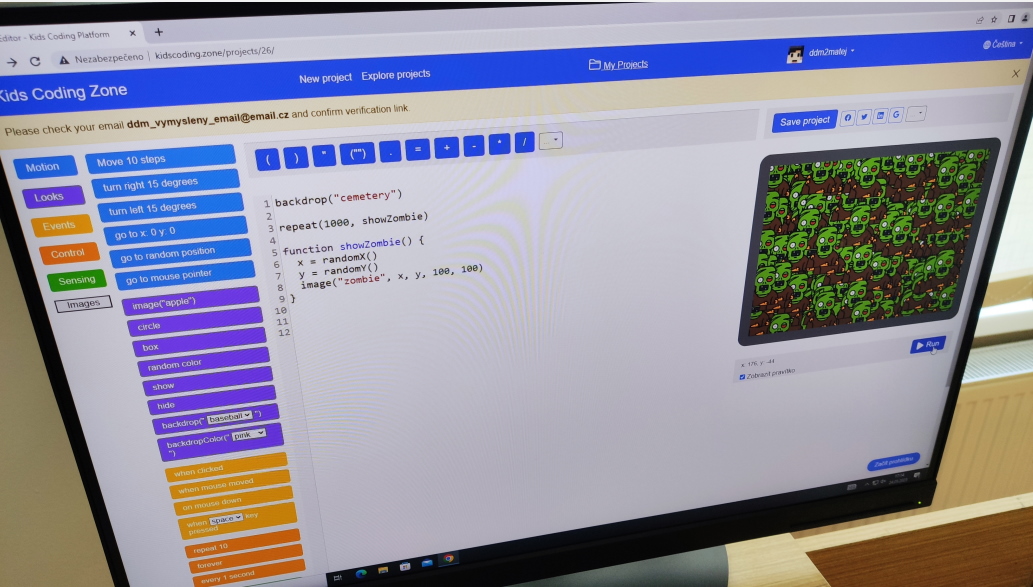 Editor - Kids Coding Platform
Nezabezpečeno
kidscoding.zone/projects/26/
Kids Coding Zone
New project
Explore projects
My Projects
ddm2matej
Čeština
Please check your email ddm_vymysleny_email@email.cz and confirm verification link
Save project
Motion
Looks
Events
Control
Sensing
Images
Move 10 steps
turn right 15 degrees
turn left 15 degrees
go to x: 0 y: 0
go to random position
go to mouse pointer
image("apple")
circle
box
random color
show
hide
backdrop(" baseball ")
backdropColor(" pink
")
when clicked
when mouse moved
on mouse down
when space key
pressed
repeat 10
forever
every 1 second
( ) " ("") . = + - * /
1 backdrop("cemetery")
2
3 repeat(1000, showZombie)
4
5 function showZombie() {
6 x = randomX()
7 y = randomY()
8 image("zombie", x, y, 100, 100)
9 }
10
11
12
Run
x: 176, y: -44
Zobrazit pravítko